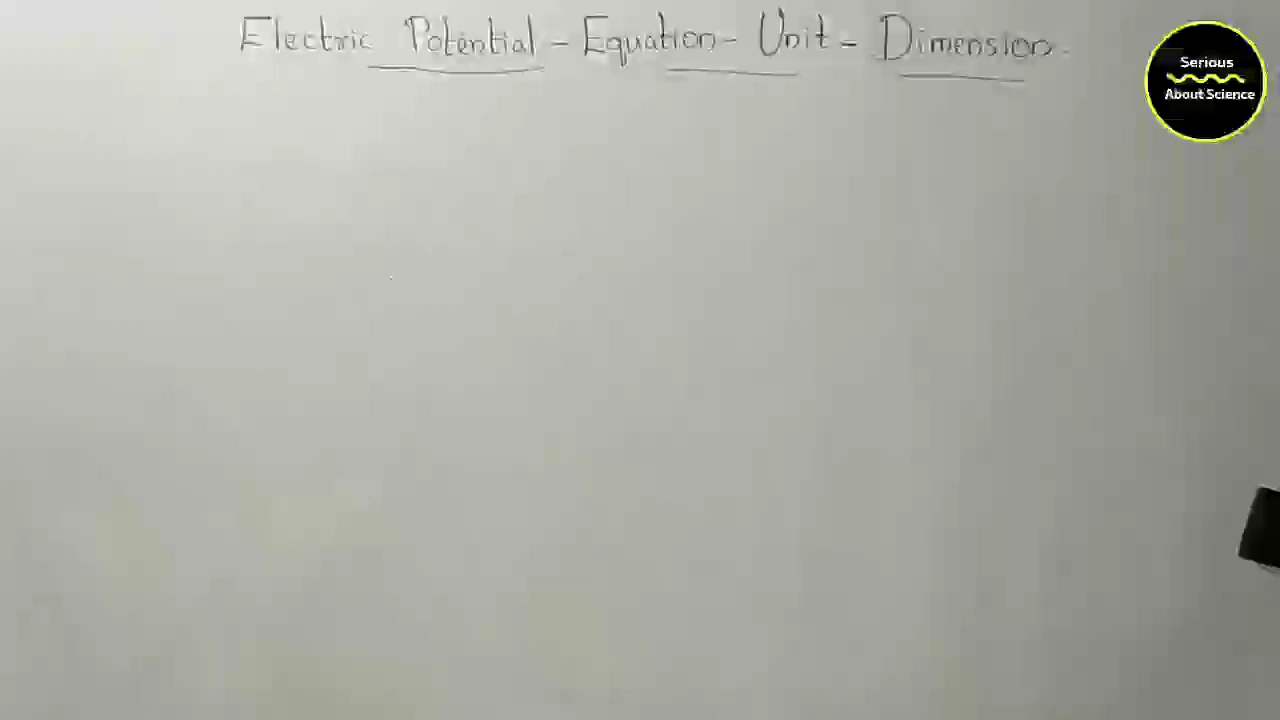 Electric Potential - Equation - Unit - Dimension.
Serious
About Science